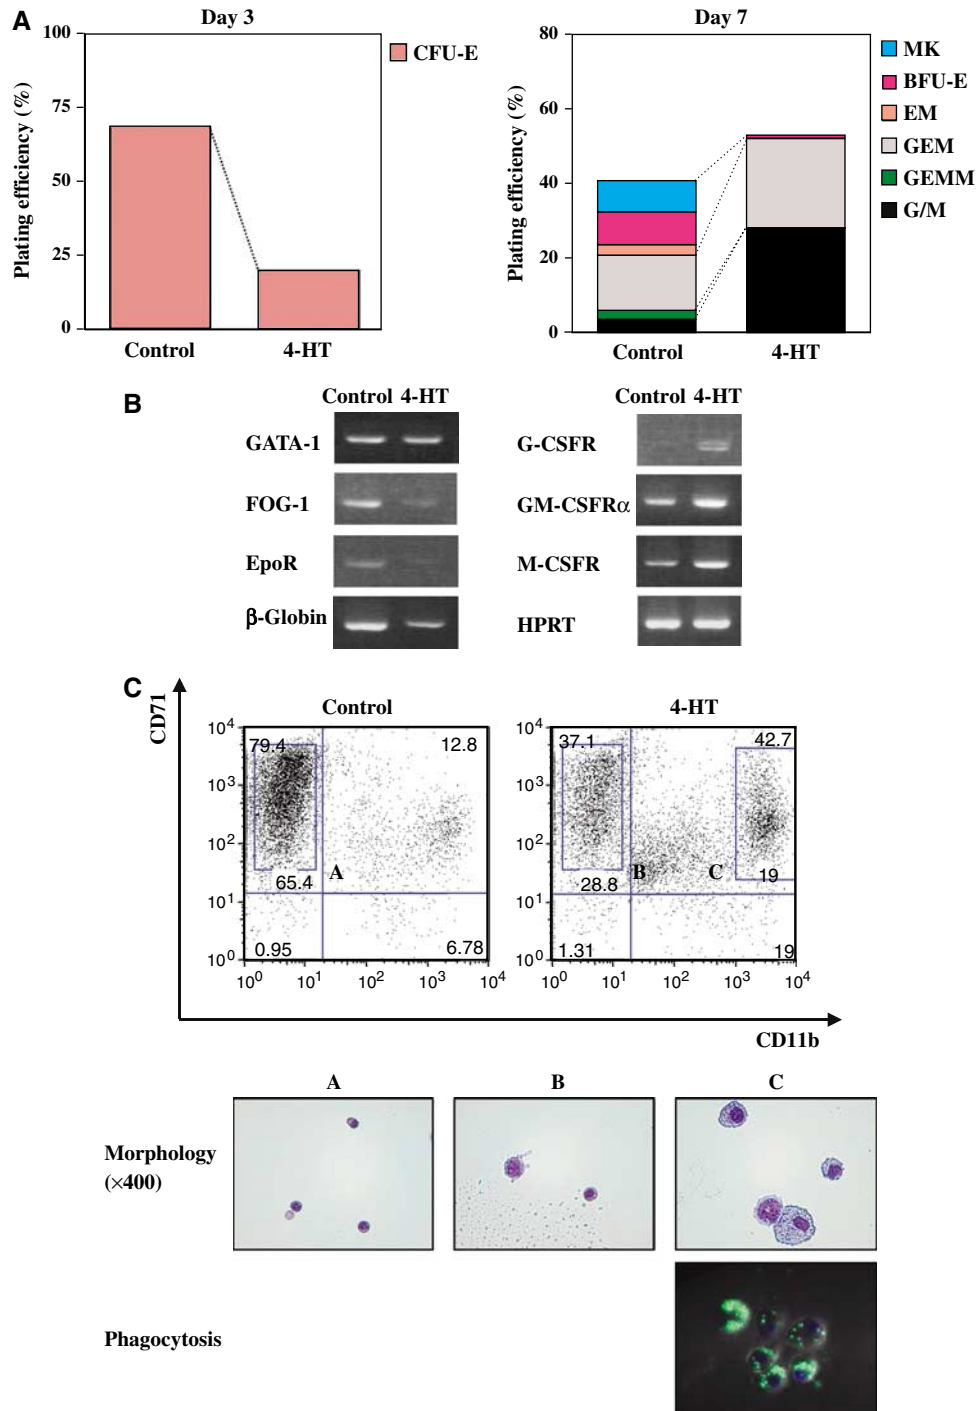 A
Day 3
Plating efficiency (%)
100
75
50
25
0
Control
4-HT
CFU-E
Day 7
Plating efficiency (%)
80
60
40
20
0
Control
4-HT
MK
BFU-E
EM
GEM
GEMM
G/M
B
Control 4-HT
GATA-1
FOG-1
EpoR
β-Globin
Control 4-HT
G-CSFR
GM-CSFRα
M-CSFR
HPRT
C
CD71
Control
10⁴
10³
10²
10¹
10⁰
79.4
12.8
65.4
A
0.95
6.78
10⁰ 10¹ 10² 10³ 10⁴
4-HT
10⁴
10³
10²
10¹
10⁰
37.1
42.7
28.8
B
C
19
1.31
19
10⁰ 10¹ 10² 10³ 10⁴
CD11b
A
B
C
Morphology
(×400)
Phagocytosis